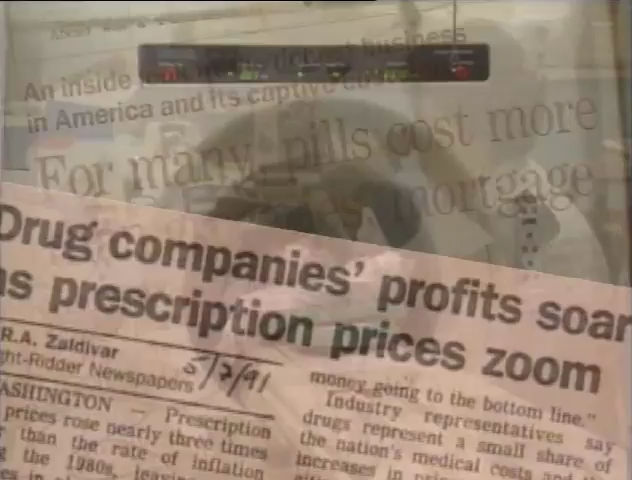 An inside
business
in America and its captive
For many, pills cost more
mortgage
Drug companies' profits soar
as prescription prices zoom
R.A. Zaldivar
ht-Ridder Newspapers
5/7/91
ASHINGTON — Prescription
prices rose nearly three times
than the rate of inflation
the 1980s,
money going to the bottom line."
Industry representatives say
drugs represent a small share of
the nation's medical costs and
increases in